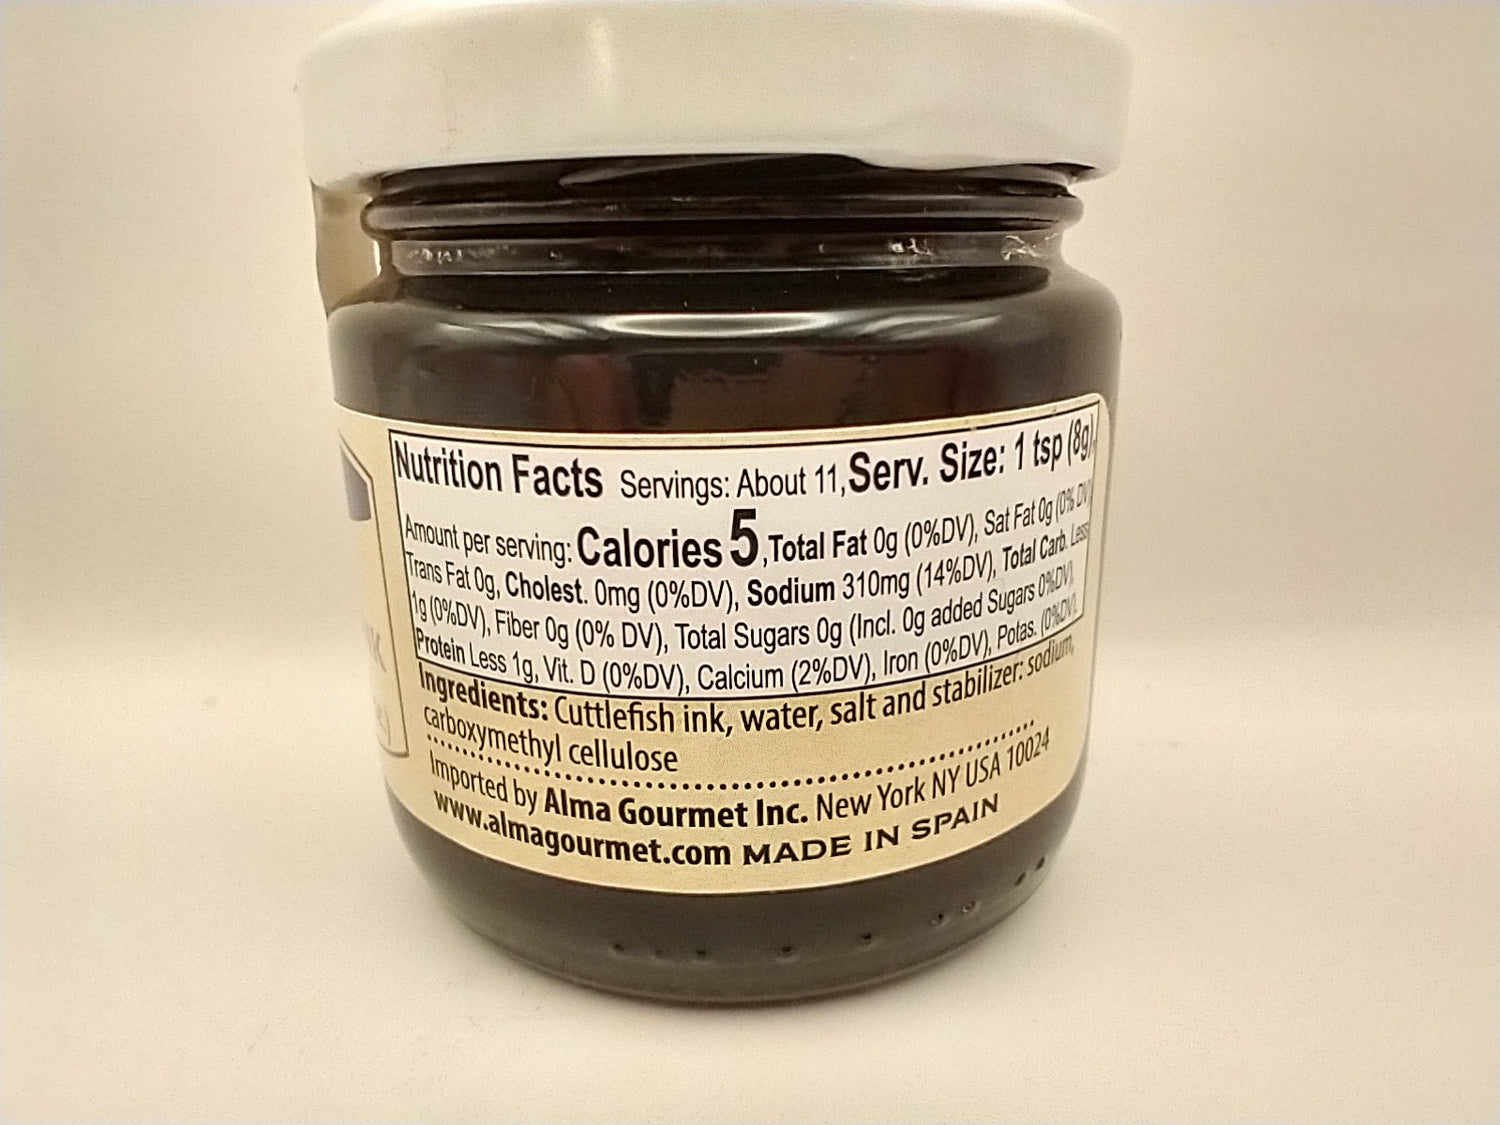 Nutrition Facts Servings: About 11, Serv. Size: 1 tsp (8g),
Amount per serving: Calories 5, Total Fat 0g (0%DV), Sat Fat 0g (0% DV)
Trans Fat 0g, Cholest. 0mg (0%DV), Sodium 310mg (14%DV), Total Carb. Less
1g (0%DV), Fiber 0g (0% DV), Total Sugars 0g (Incl. 0g added Sugars 0%DV),
Protein Less 1g, Vit. D (0%DV), Calcium (2%DV), Iron (0%DV), Potas. (0%DV).
Ingredients: Cuttlefish ink, water, salt and stabilizer: sodium,
carboxymethyl cellulose
Imported by Alma Gourmet Inc. New York NY USA 10024
www.almagourmet.com MADE IN SPAIN